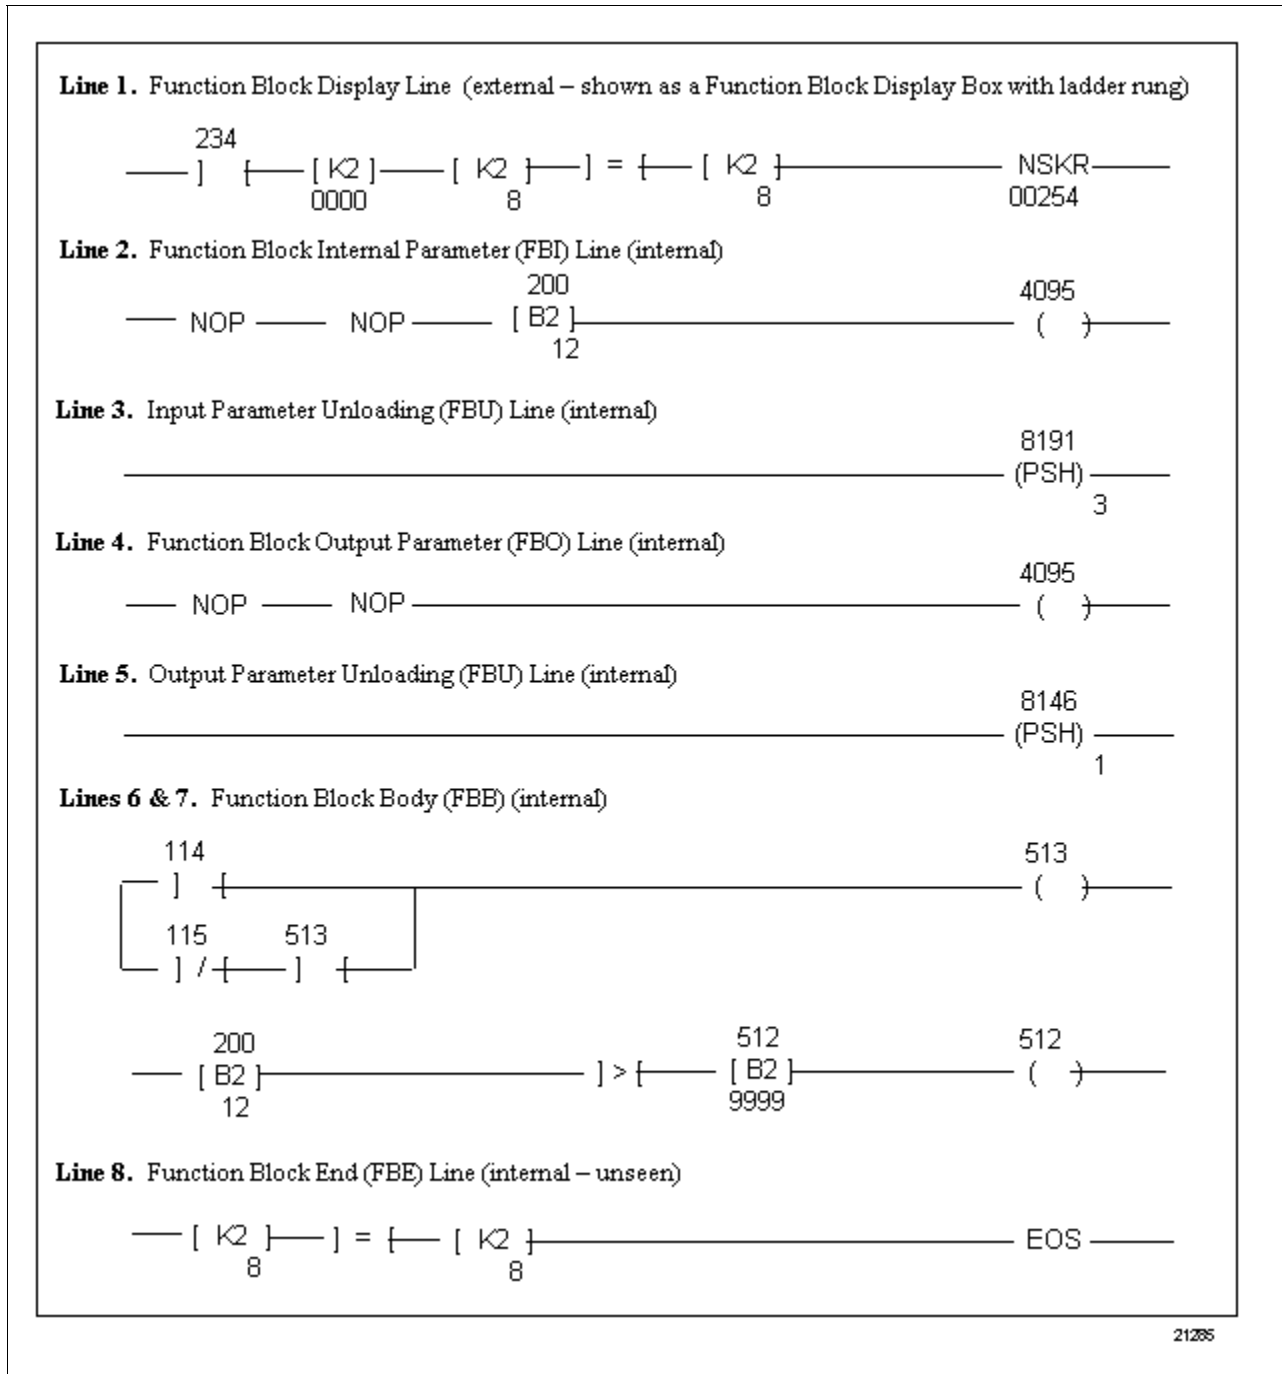 Line 1. Function Block Display Line (external – shown as a Function Block Display Box with ladder rung)
234
] [ [ K2 ] [ K2 ] ] = [ [ K2 ] NSKR
0000 8 8 00254
Line 2. Function Block Internal Parameter (FBI) Line (internal)
200 4095
NOP NOP [ B2 ] ( )
12
Line 3. Input Parameter Unloading (FBU) Line (internal)
8191
(PSH)
3
Line 4. Function Block Output Parameter (FBO) Line (internal)
4095
NOP NOP ( )
Line 5. Output Parameter Unloading (FBU) Line (internal)
8146
(PSH)
1
Lines 6 & 7. Function Block Body (FBB) (internal)
114 513
] [ ( )
115 513
] / [ ] [
200 512 512
[ B2 ] ] > [ [ B2 ] ( )
12 9999
Line 8. Function Block End (FBE) Line (internal – unseen)
[ K2 ] ] = [ [ K2 ] EOS
8 8
21285